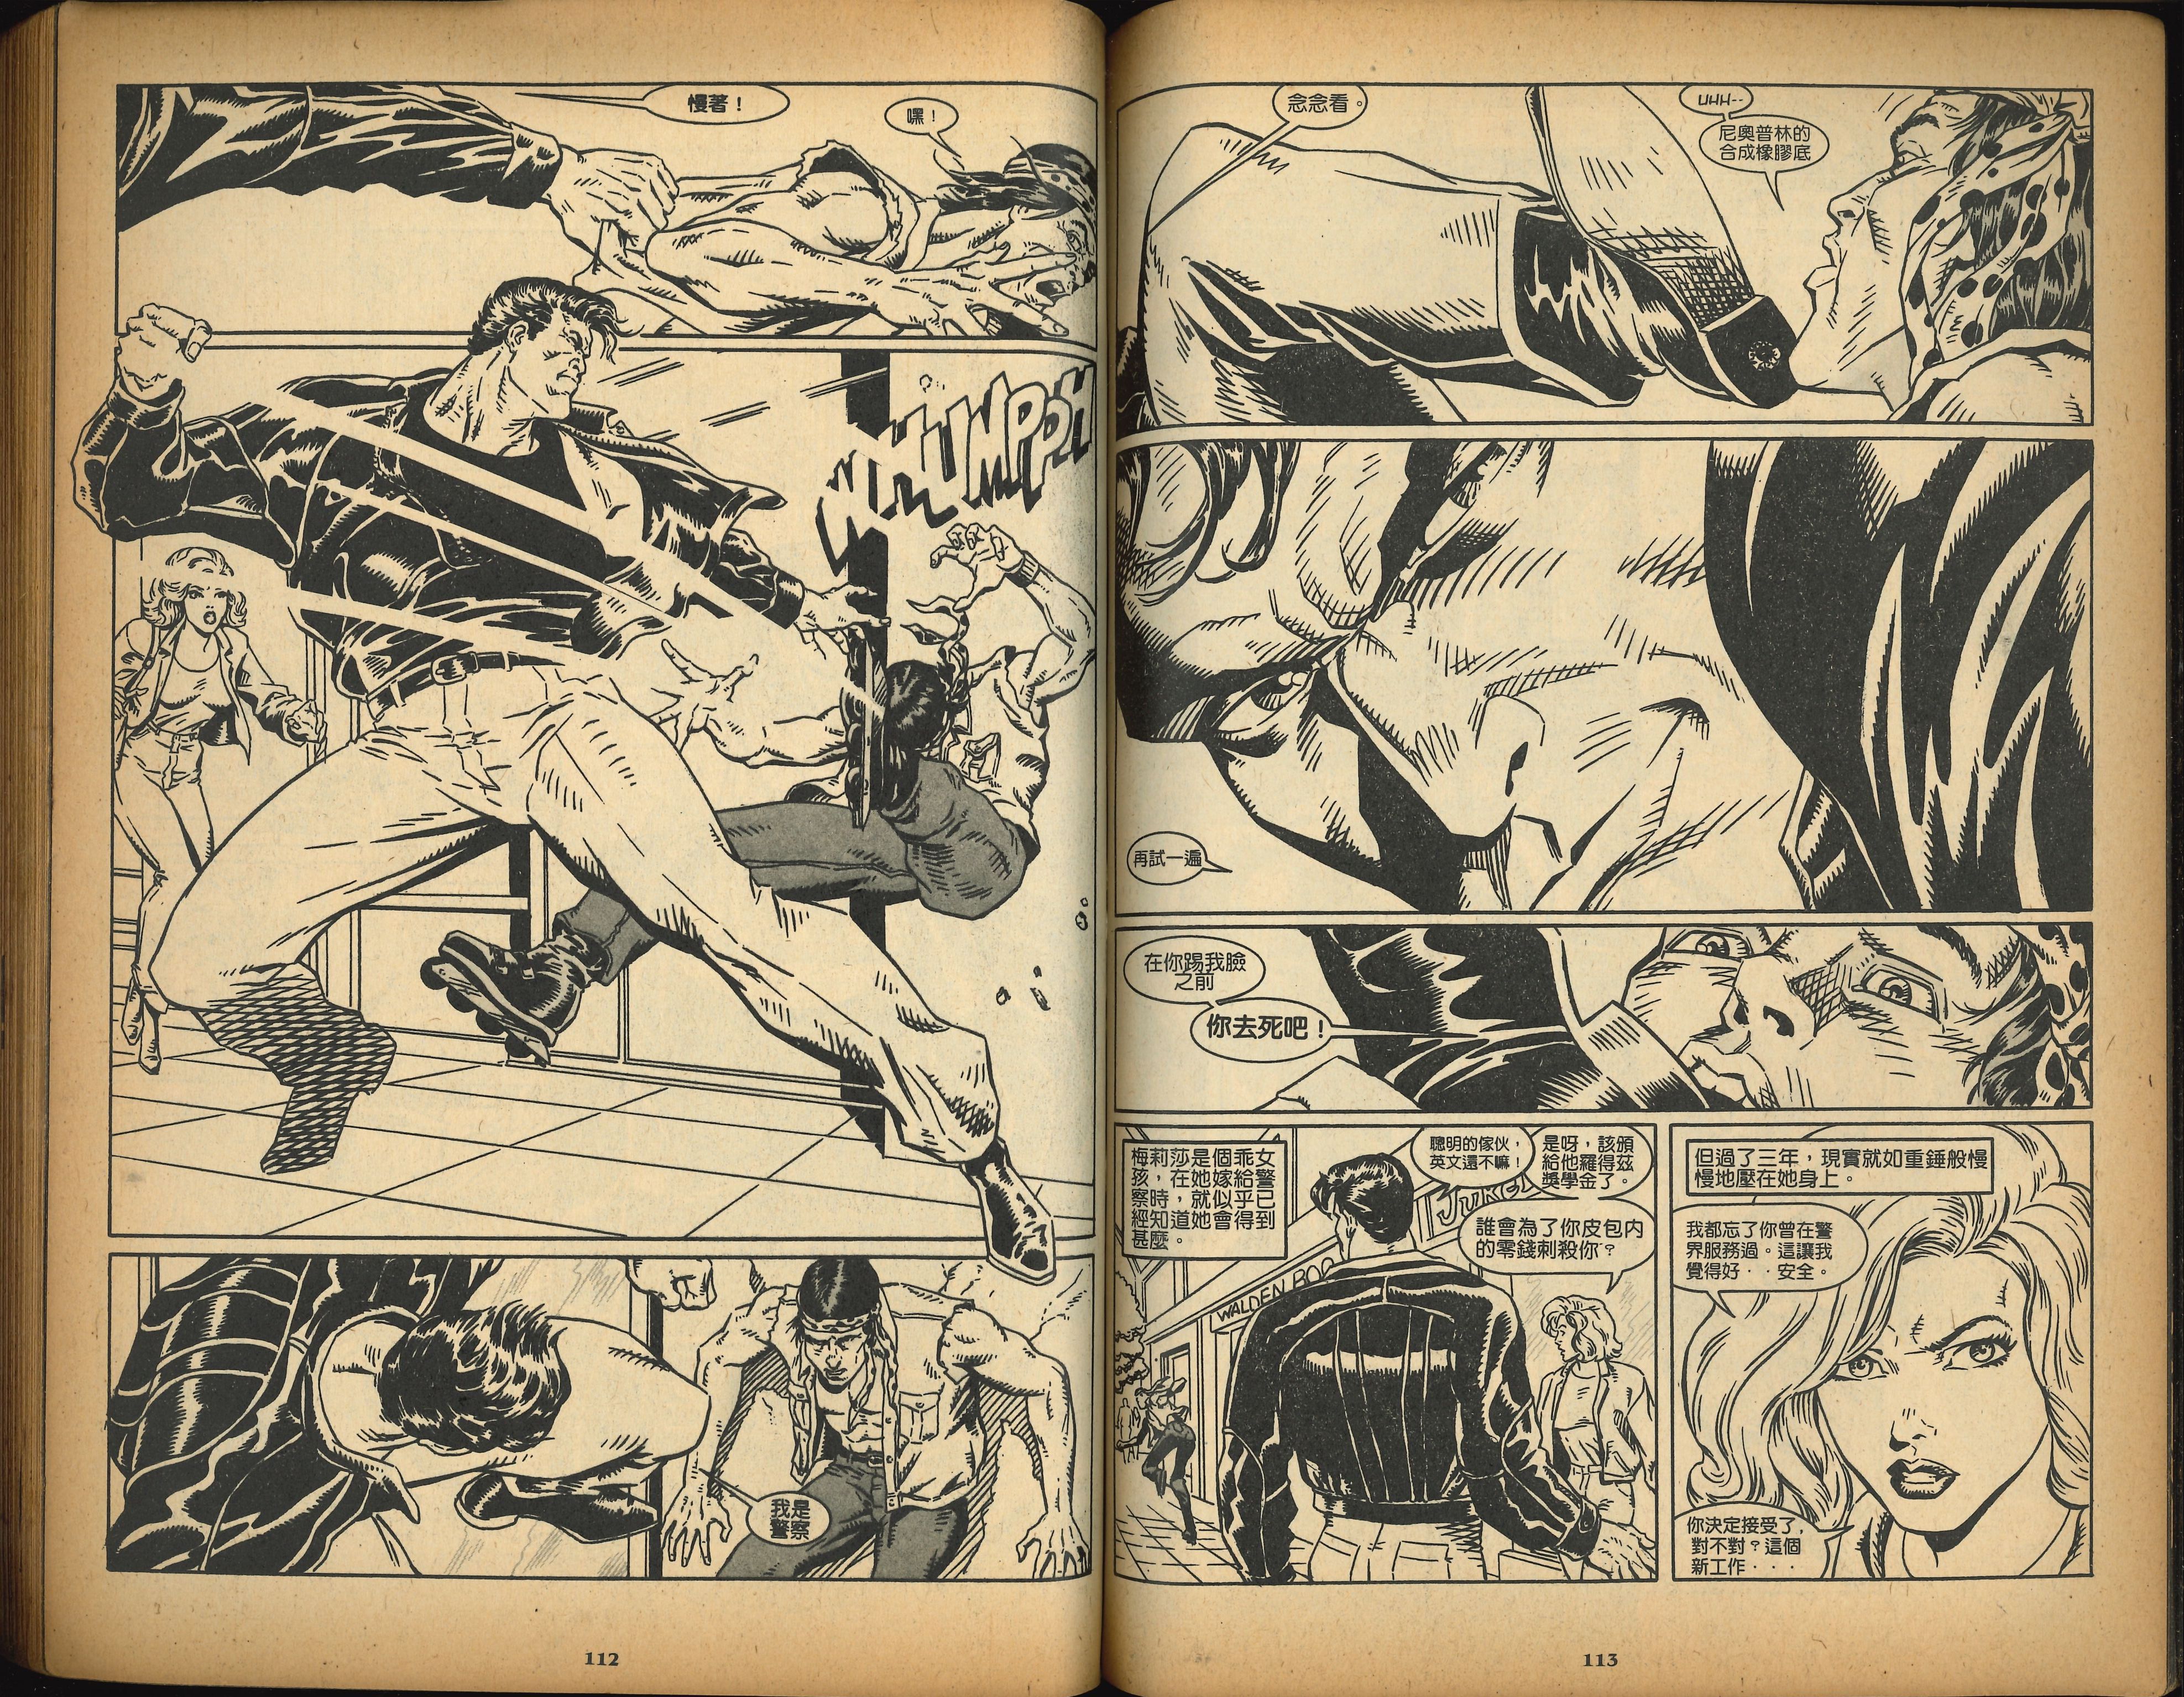 慢著！
嘿！
WHUMPPH
我是
警察
112
念念看。
UHH--
尼奧普林的
合成橡膠底
再試一遍
在你踢我臉
之前
你去死吧！
梅莉莎是個乖女
孩，在她嫁給警
察時，就似乎已
經知道她會得到
甚麼。
聰明的傢伙，
英文還不嘛！
是呀，該頒
給他羅得茲
獎學金了。
誰會為了你皮包內
的零錢刺殺你？
WALDEN BOO
但過了三年，現實就如重錘般慢
慢地壓在她身上。
我都忘了你曾在警
界服務過。這讓我
覺得好‧‧安全。
你決定接受了，
對不對？這個
新工作‧‧‧
113